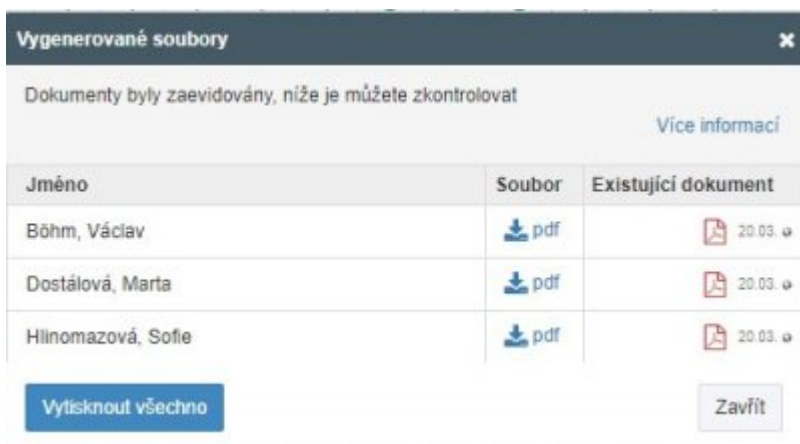 Vygenerované soubory
Dokumenty byly zaevidovány, níže je můžete zkontrolovat
Více informací
Jméno Soubor Existující dokument
Böhm, Václav pdf 20.03.
Dostálová, Marta pdf 20.03.
Hlinomazová, Sofie pdf 20.03.
Vytisknout všechno Zavřít